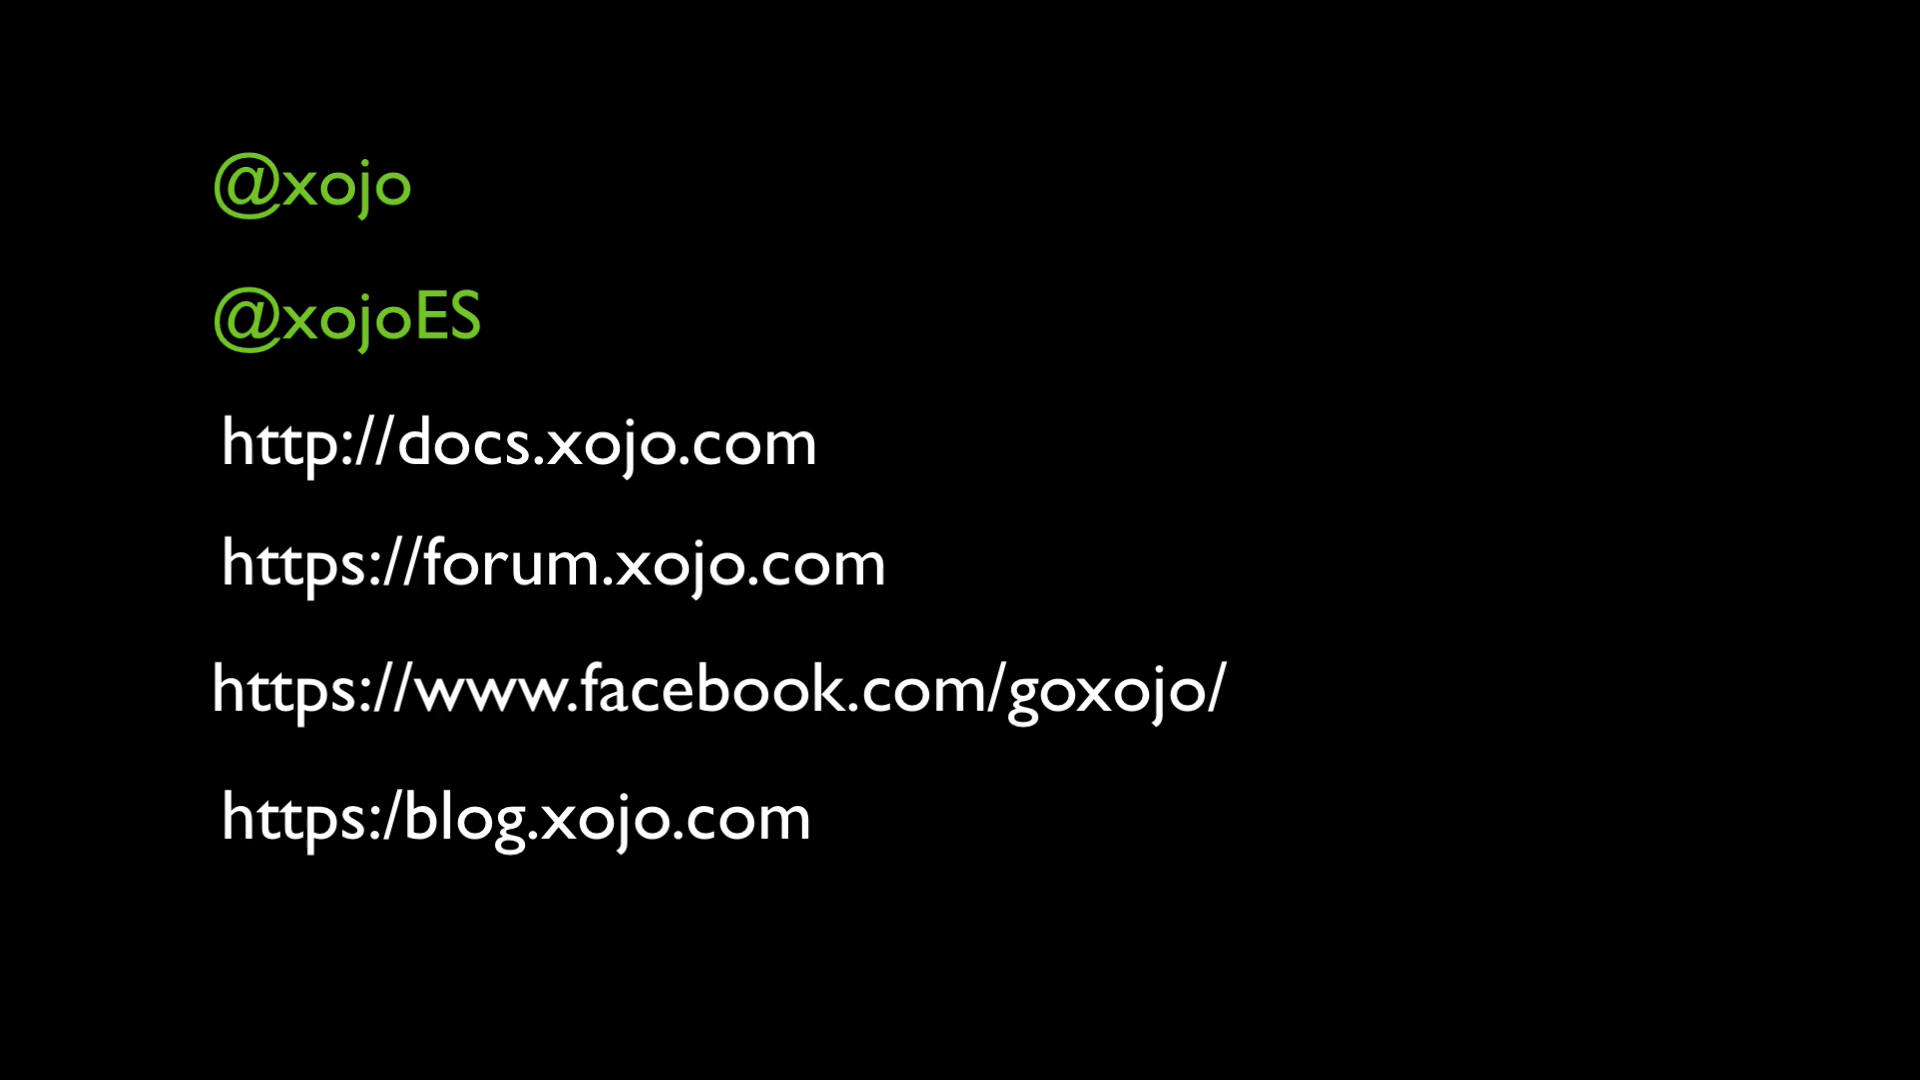 @xojo
@xojoES
http://docs.xojo.com
https://forum.xojo.com
https://www.facebook.com/goxojo/
https:/blog.xojo.com